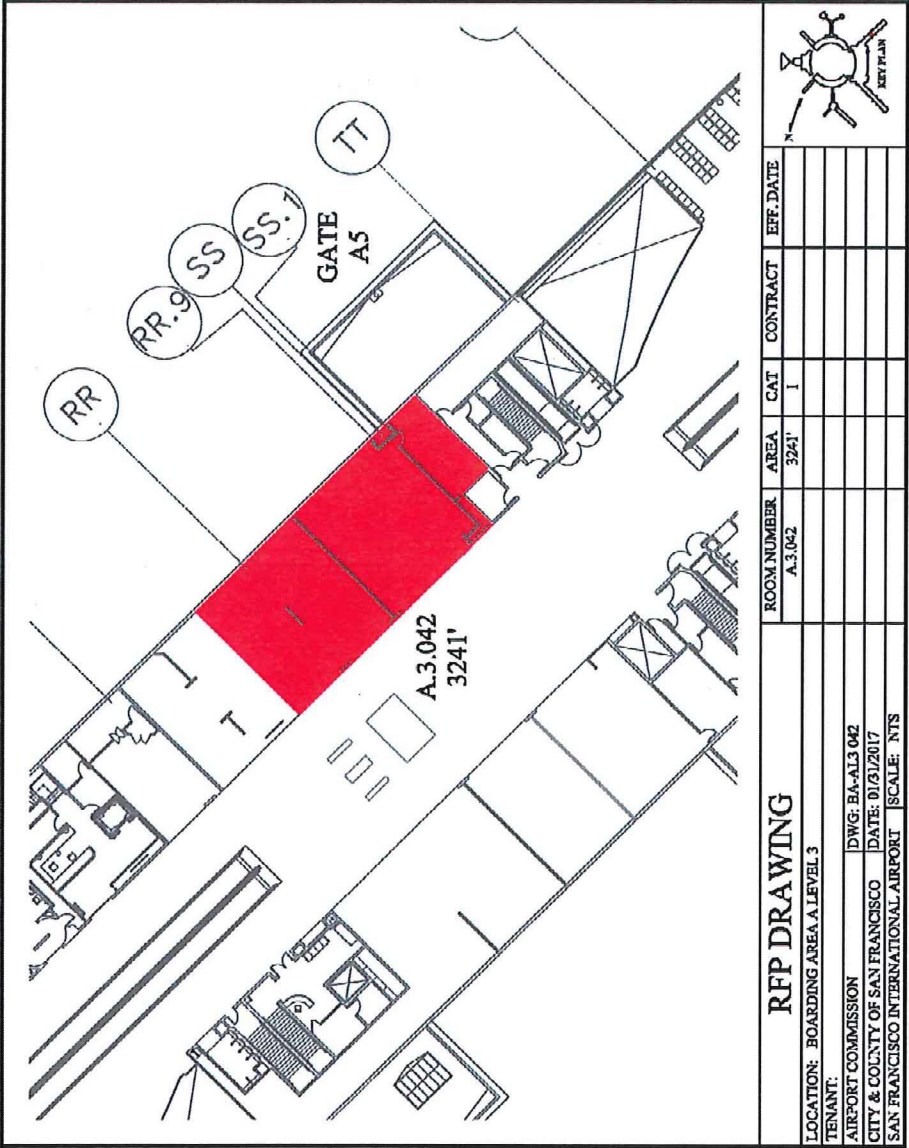 RR
RR.9
SS
SS.1
TT
GATE
A5
A.3.042
3241'
RFP DRAWING
ROOM NUMBER AREA CAT CONTRACT EFF. DATE
A.3.042 3241' 1
LOCATION: BOARDING AREA A LEVEL 3
TENANT:
AIRPORT COMMISSION DWG: BA-AL3 042
CITY & COUNTY OF SAN FRANCISCO DATE: 01/31/2017
SAN FRANCISCO INTERNATIONAL AIRPORT SCALE: NTS
N
KEY PLAN